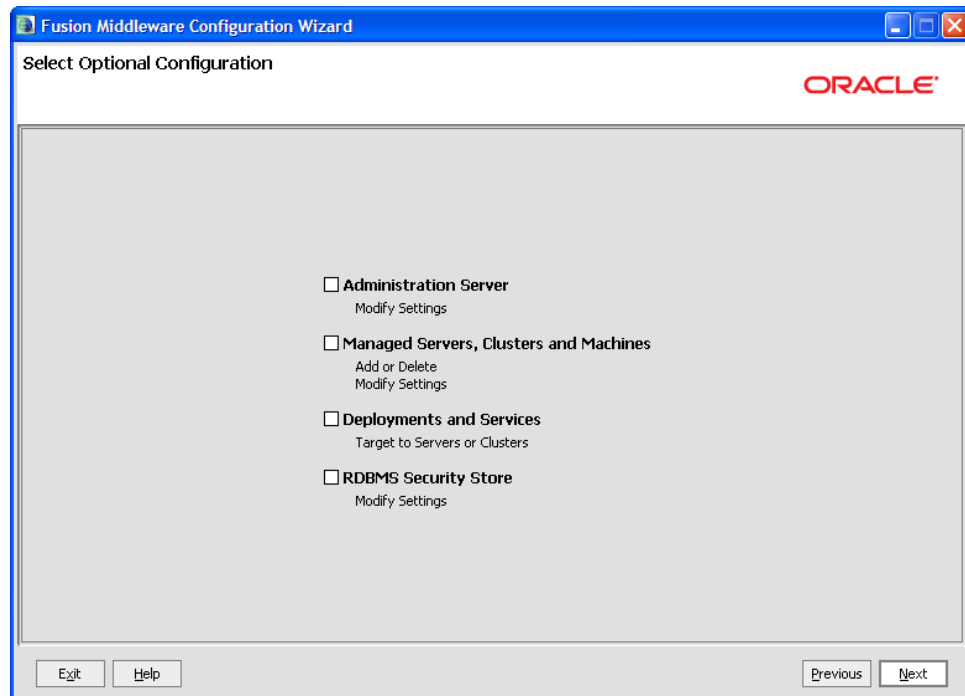 Fusion Middleware Configuration Wizard
Select Optional Configuration
ORACLE
Administration Server
Modify Settings
Managed Servers, Clusters and Machines
Add or Delete
Modify Settings
Deployments and Services
Target to Servers or Clusters
RDBMS Security Store
Modify Settings
Exit Help Previous Next